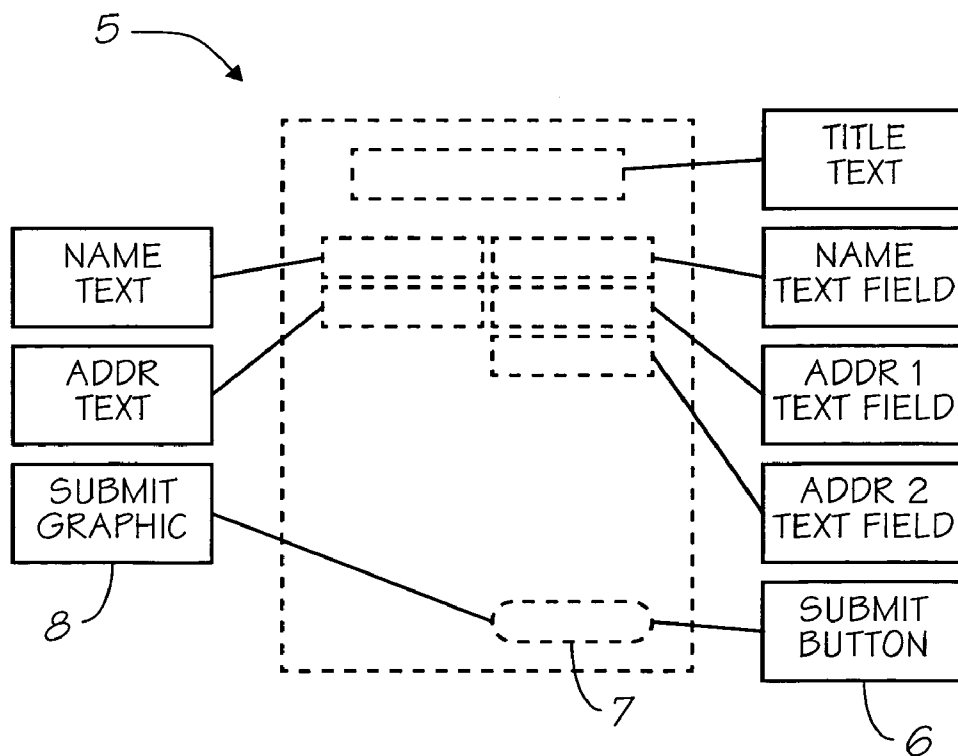 5
TITLE
TEXT
NAME
TEXT
NAME
TEXT FIELD
ADDR
TEXT
ADDR 1
TEXT FIELD
SUBMIT
GRAPHIC
ADDR 2
TEXT FIELD
SUBMIT
BUTTON
8
7
6